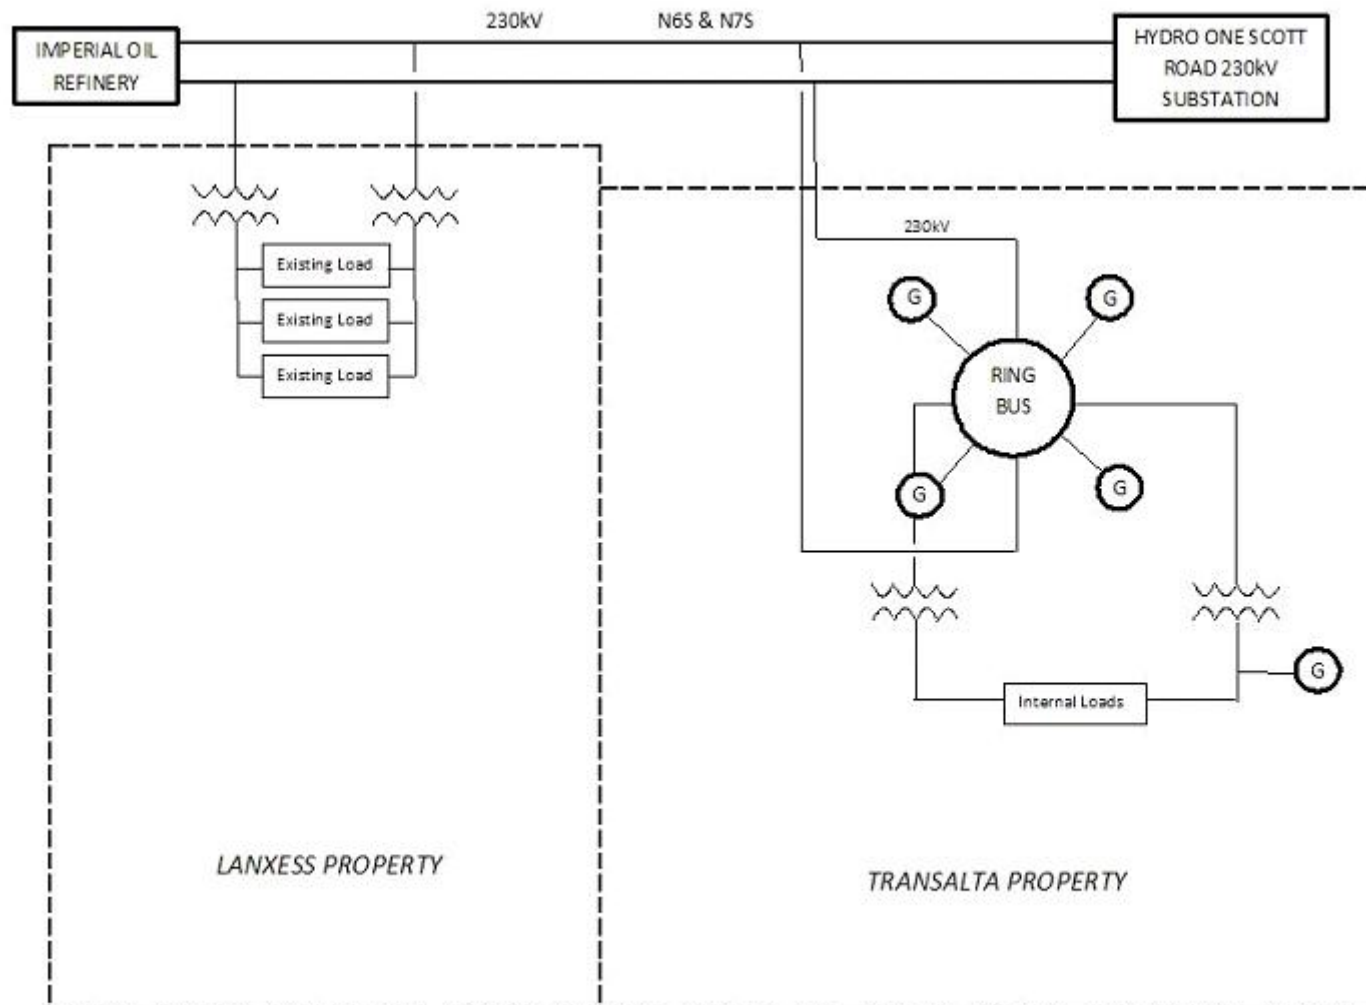 230kV N6S & N7S
IMPERIAL OIL
REFINERY
HYDRO ONE SCOTT
ROAD 230kV
SUBSTATION
230kV
Existing Load
Existing Load
Existing Load
G
G
RING
BUS
G
G
G
Internal Loads
LANXESS PROPERTY
TRANSALTA PROPERTY